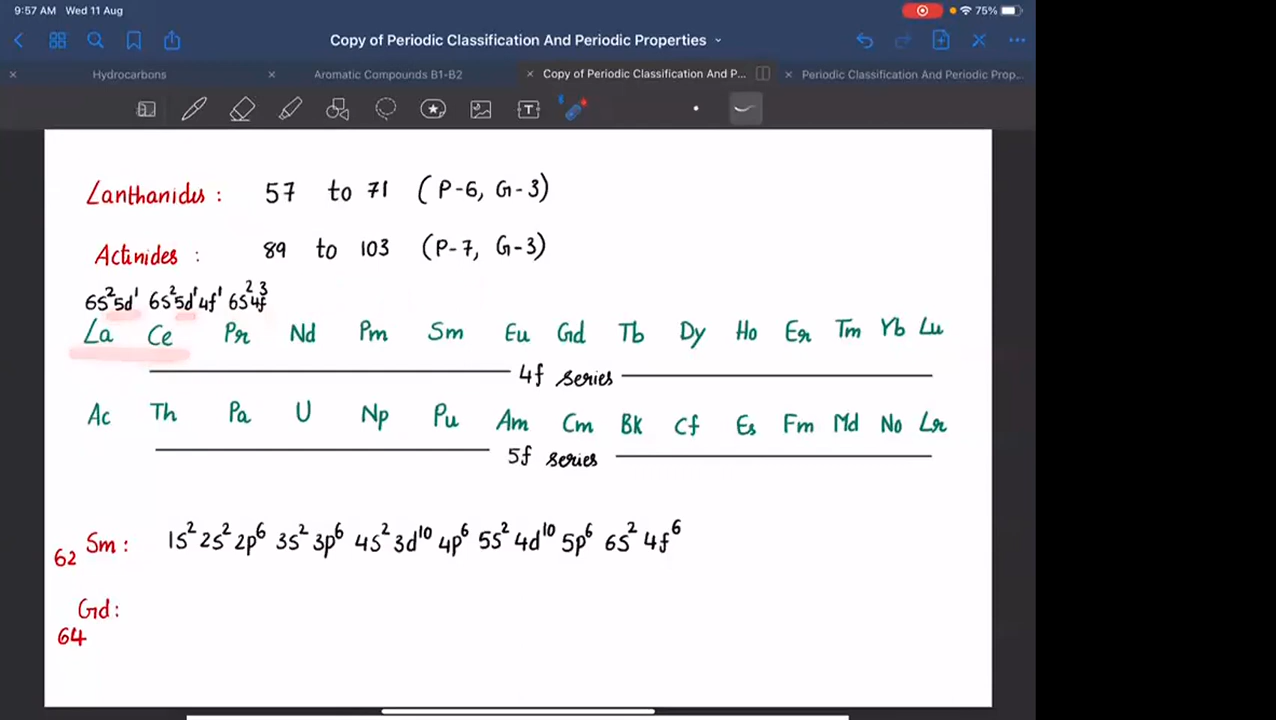 9:57 AM Wed 11 Aug 75%
Copy of Periodic Classification And Periodic Properties
Hydrocarbons Aromatic Compounds B1-B2 Copy of Periodic Classification And P... Periodic Classification And Periodic Prop...
Lanthanides : 57 to 71 (P-6, G-3)
Actinides : 89 to 103 (P-7, G-3)
6s²5d¹ 6s²5d¹4f¹ 6s²4f³
La Ce Pr Nd Pm Sm Eu Gd Tb Dy Ho Er Tm Yb Lu
4f series
Ac Th Pa U Np Pu Am Cm Bk Cf Es Fm Md No Lr
5f series
62 Sm : 1s² 2s² 2p⁶ 3s² 3p⁶ 4s² 3d¹⁰ 4p⁶ 5s² 4d¹⁰ 5p⁶ 6s² 4f⁶
Gd :
64